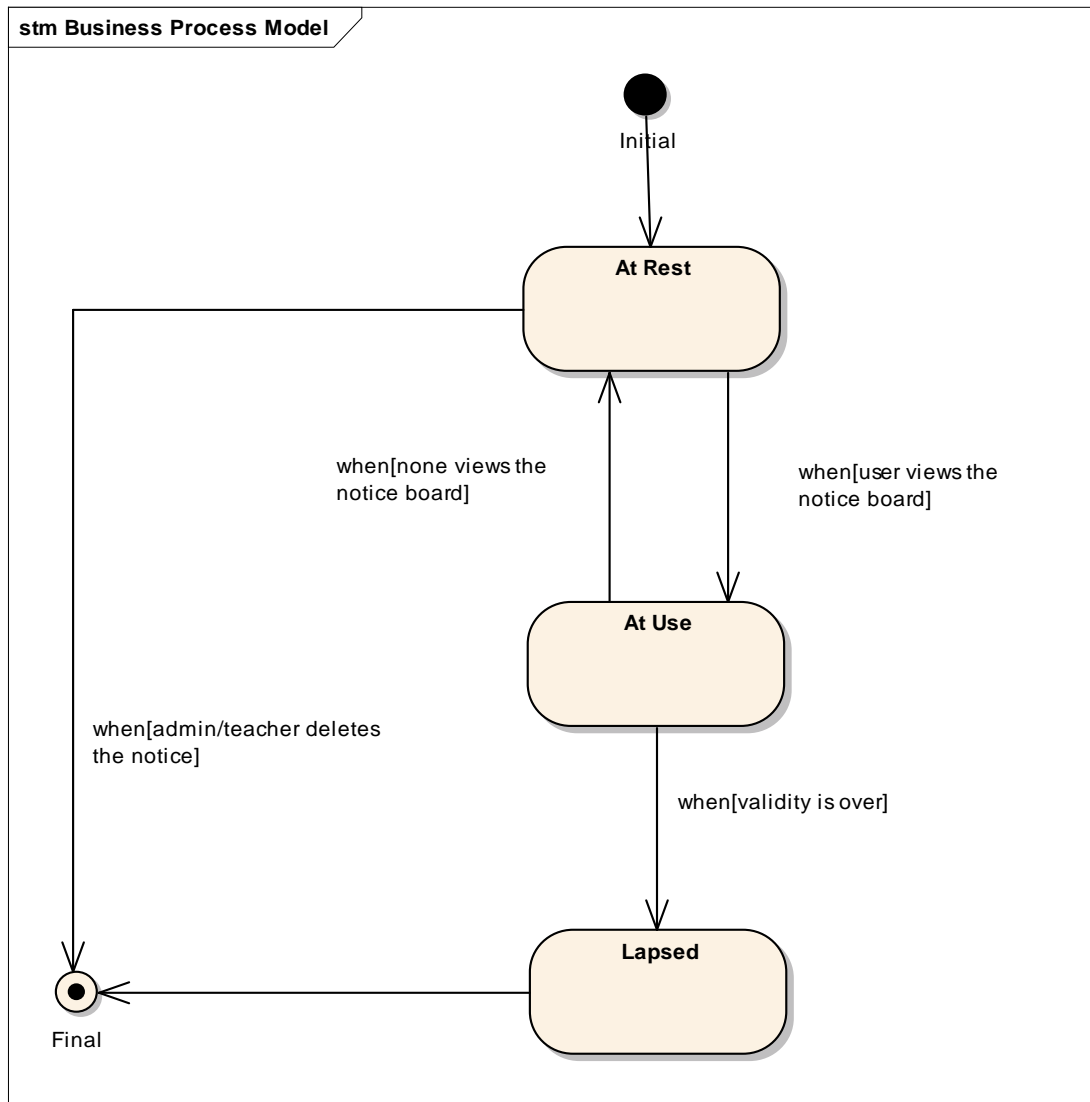 stm Business Process Model
Initial
At Rest
when[none views the
notice board]
when[user views the
notice board]
At Use
when[admin/teacher deletes
the notice]
when[validity is over]
Lapsed
Final